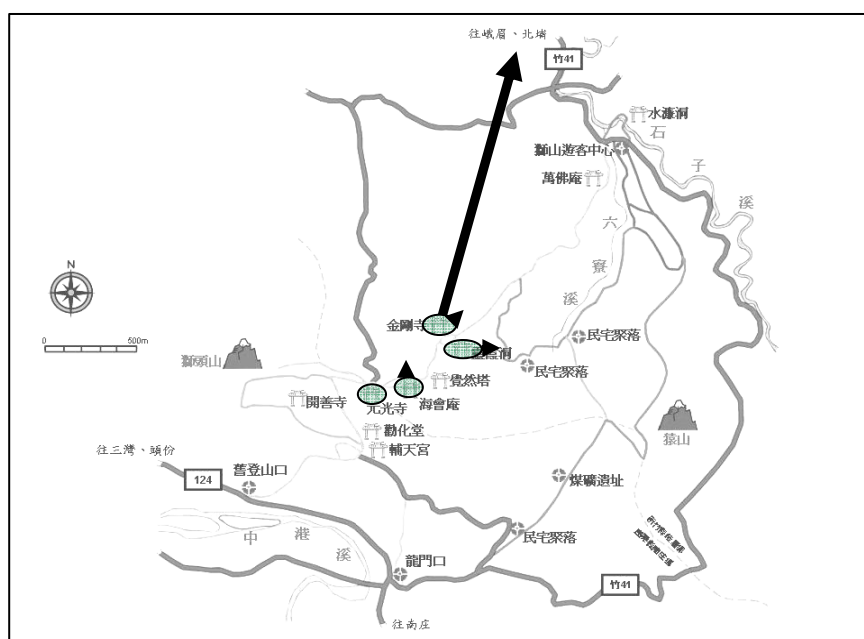 往峨眉、北埔
竹41
水濂洞
石
子
溪
獅山遊客中心
萬佛庵
六
寮
溪
N
0
500m
金剛寺
民宅聚落
民宅聚落
獅頭山
覺然塔
開善寺
元光寺
海會庵
勸化堂
輔天宮
猿山
往三灣、頭份
124
舊登山口
煤礦遺址
中
港
溪
民宅聚落
龍門口
竹41
往南庄